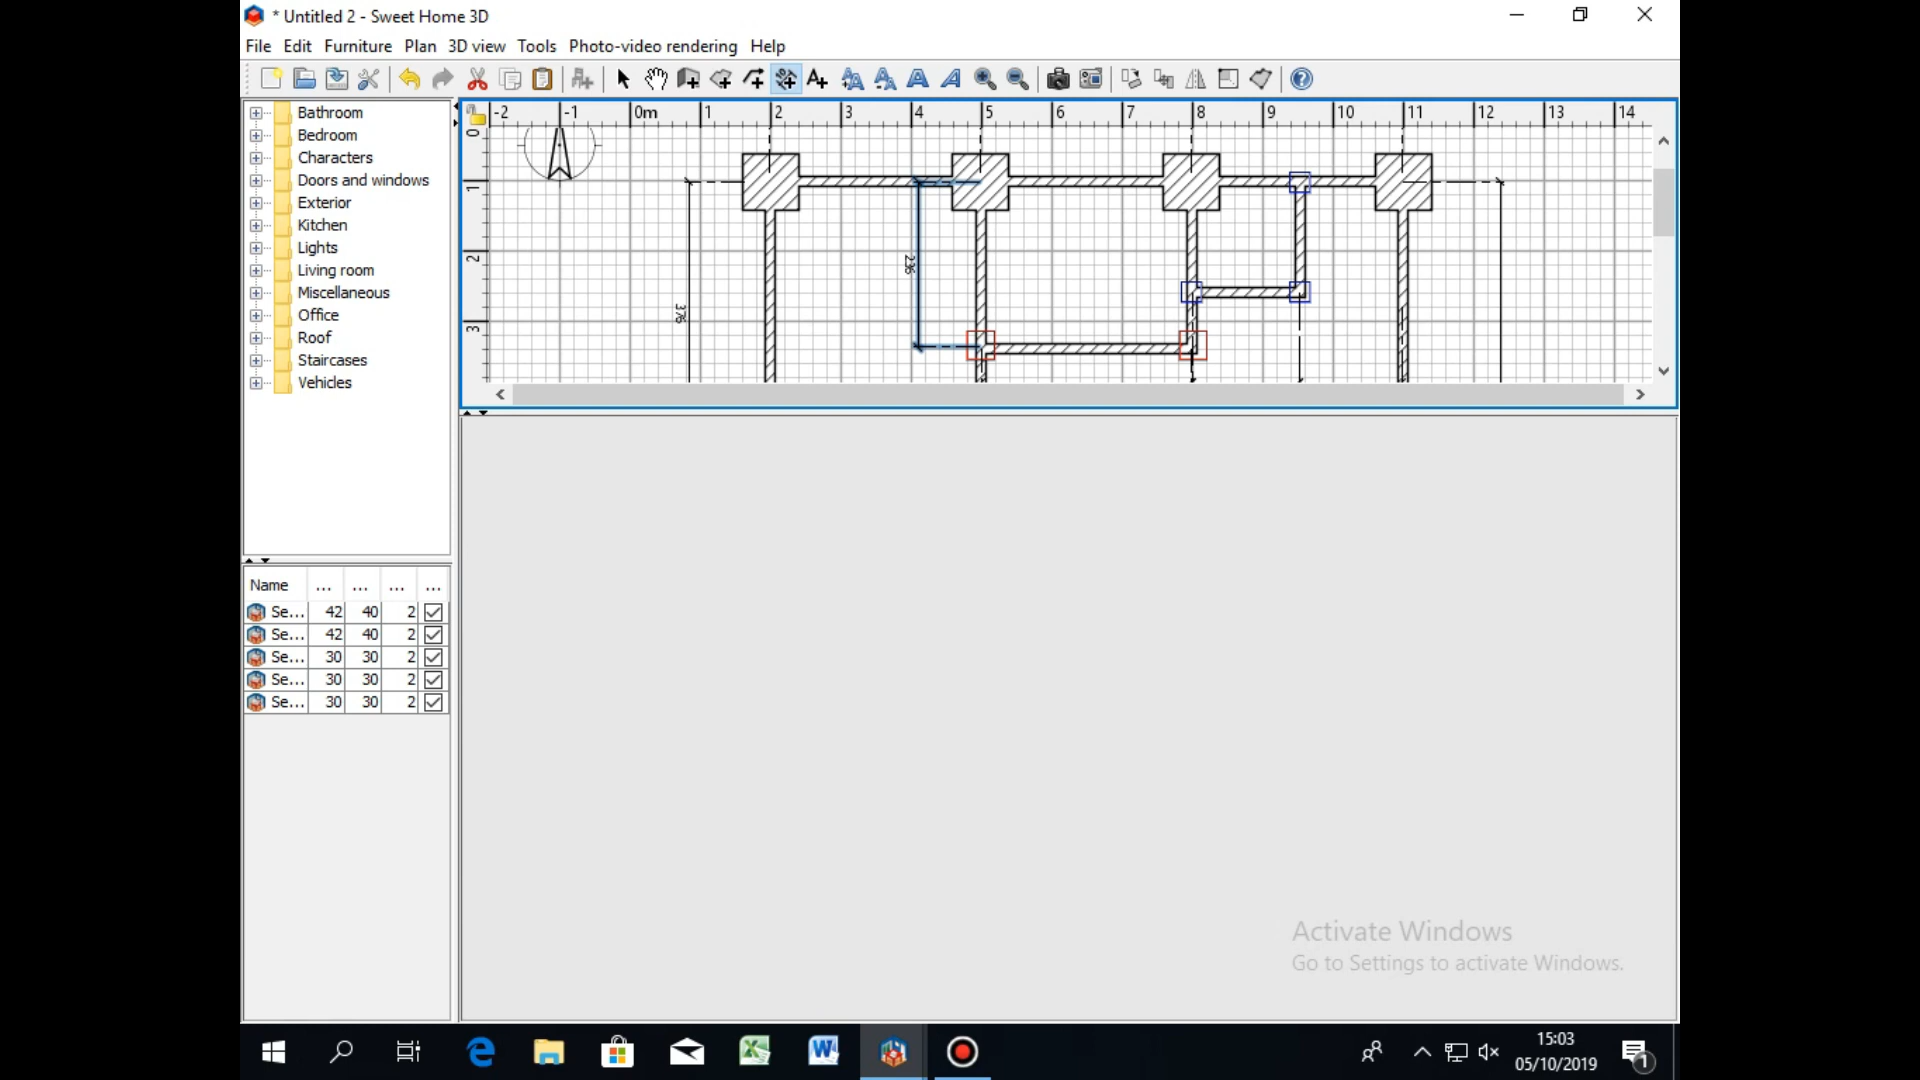 * Untitled 2 - Sweet Home 3D
File Edit Furniture Plan 3D view Tools Photo-video rendering Help
Bathroom
Bedroom
Characters
Doors and windows
Exterior
Kitchen
Lights
Living room
Miscellaneous
Office
Roof
Staircases
Vehicles
-2 -1 0m 1 2 3 4 5 6 7 8 9 10 11 12 13 14
0
1
2
3
376
236
Name ... ... ... ...
Se... 42 40 2
Se... 42 40 2
Se... 30 30 2
Se... 30 30 2
Se... 30 30 2
Activate Windows
Go to Settings to activate Windows.
15:03
05/10/2019
1